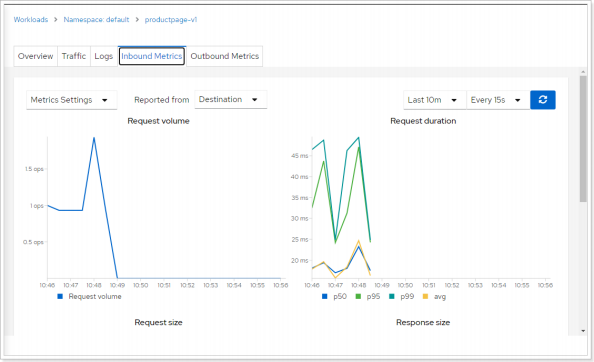 Workloads > Namespace: default > productpage-v1
Overview Traffic Logs Inbound Metrics Outbound Metrics
Metrics Settings Reported from Destination Last 10m Every 15s
Request volume
1.5 ops
1 ops
0.5 ops
10:46 10:47 10:48 10:49 10:50 10:51 10:52 10:53 10:54 10:55 10:56
Request volume
Request duration
45 ms
40 ms
35 ms
30 ms
25 ms
20 ms
10:46 10:47 10:48 10:49 10:50 10:51 10:52 10:53 10:54 10:55 10:56
p50 p95 p99 avg
Request size
Response size